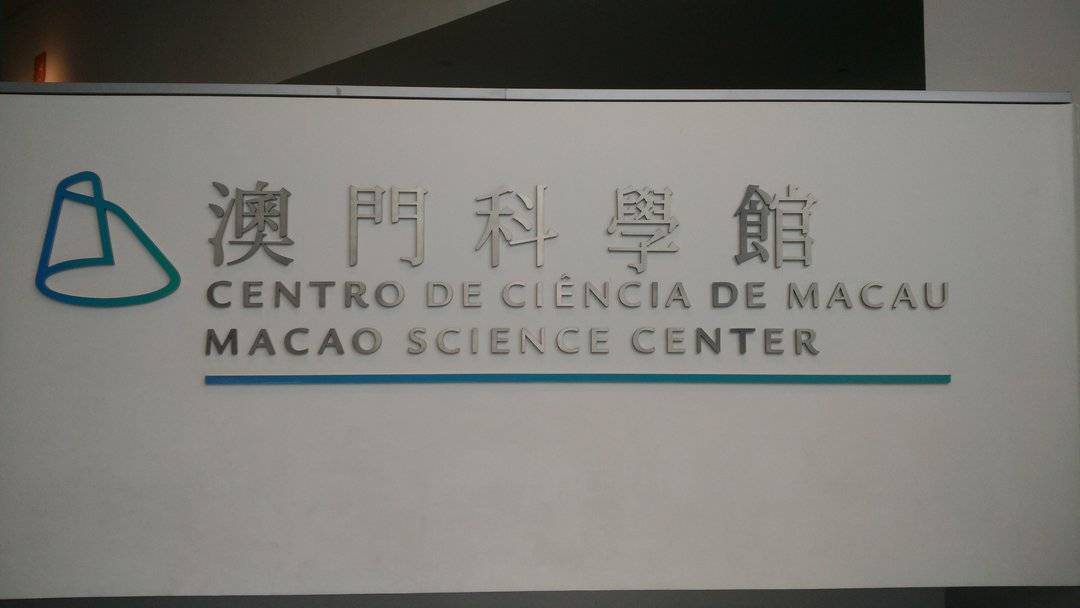 澳門科學館
CENTRO DE CIÊNCIA DE MACAU
MACAO SCIENCE CENTER